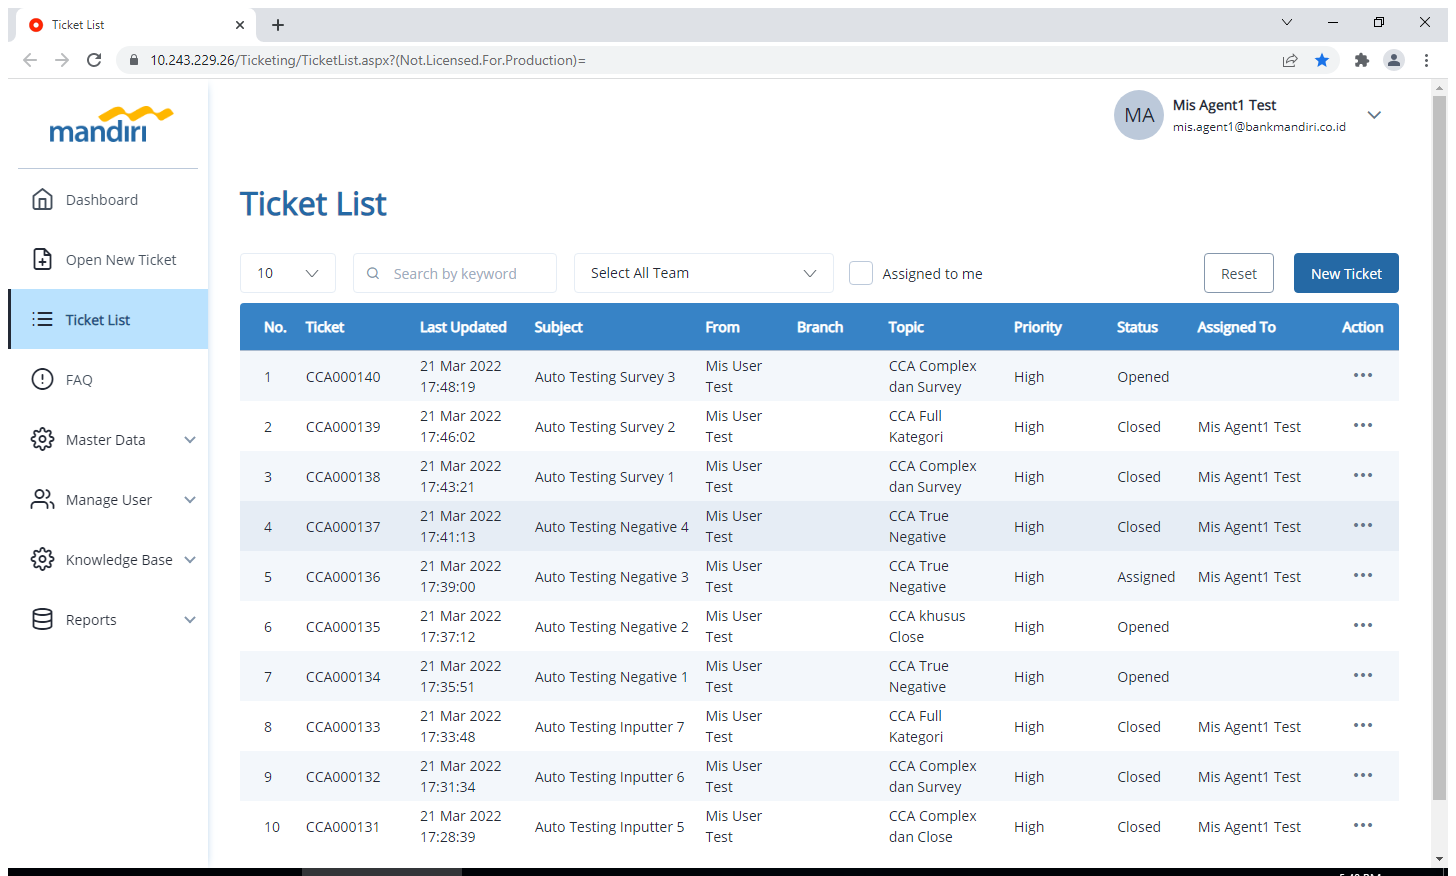 Ticket List
10.243.229.26/Ticketing/TicketList.aspx?(Not.Licensed.For.Production)=
mandiri
MA
Mis Agent1 Test
mis.agent1@bankmandiri.co.id
Dashboard
Open New Ticket
Ticket List
FAQ
Master Data
Manage User
Knowledge Base
Reports
Ticket List
10 Search by keyword Select All Team Assigned to me Reset New Ticket
No. Ticket Last Updated Subject From Branch Topic Priority Status Assigned To Action
1 CCA000140 21 Mar 2022 17:48:19 Auto Testing Survey 3 Mis User Test CCA Complex dan Survey High Opened
2 CCA000139 21 Mar 2022 17:46:02 Auto Testing Survey 2 Mis User Test CCA Full Kategori High Closed Mis Agent1 Test
3 CCA000138 21 Mar 2022 17:43:21 Auto Testing Survey 1 Mis User Test CCA Complex dan Survey High Closed Mis Agent1 Test
4 CCA000137 21 Mar 2022 17:41:13 Auto Testing Negative 4 Mis User Test CCA True Negative High Closed Mis Agent1 Test
5 CCA000136 21 Mar 2022 17:39:00 Auto Testing Negative 3 Mis User Test CCA True Negative High Assigned Mis Agent1 Test
6 CCA000135 21 Mar 2022 17:37:12 Auto Testing Negative 2 Mis User Test CCA khusus Close High Opened
7 CCA000134 21 Mar 2022 17:35:51 Auto Testing Negative 1 Mis User Test CCA True Negative High Opened
8 CCA000133 21 Mar 2022 17:33:48 Auto Testing Inputter 7 Mis User Test CCA Full Kategori High Closed Mis Agent1 Test
9 CCA000132 21 Mar 2022 17:31:34 Auto Testing Inputter 6 Mis User Test CCA Complex dan Survey High Closed Mis Agent1 Test
10 CCA000131 21 Mar 2022 17:28:39 Auto Testing Inputter 5 Mis User Test CCA Complex dan Close High Closed Mis Agent1 Test